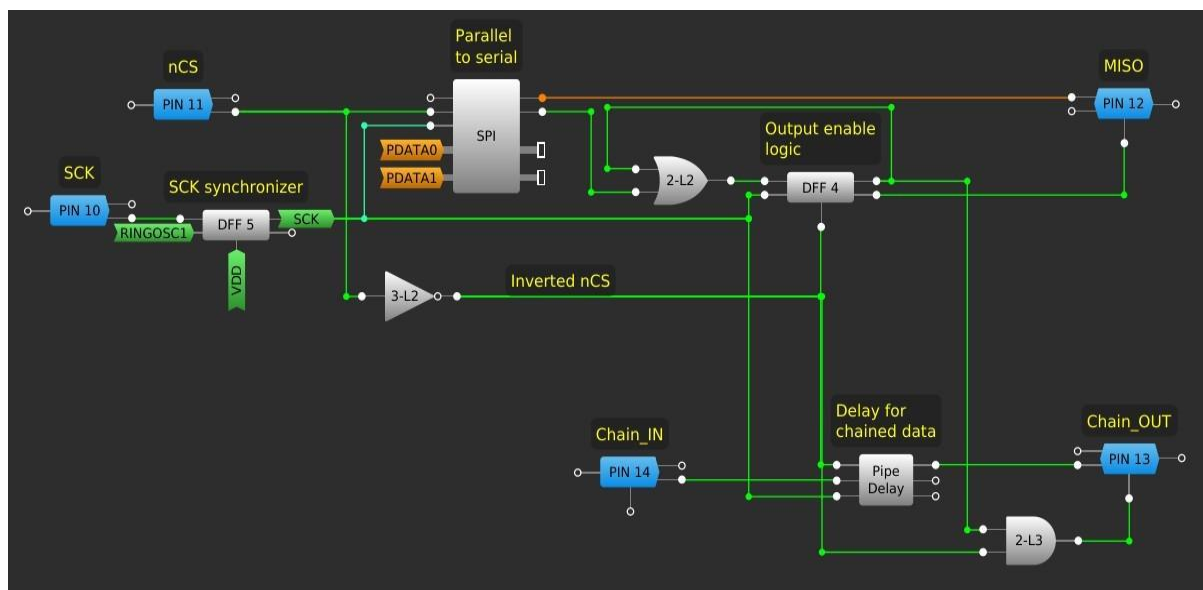 Parallel
to serial
nCS
PIN 11
MISO
PIN 12
SPI
PDATA0
PDATA1
Output enable
logic
2-L2
DFF 4
SCK
PIN 10
SCK synchronizer
RINGOSC1
DFF 5
SCK
VDD
3-L2
Inverted nCS
Delay for
chained data
Chain_IN
PIN 14
Pipe
Delay
Chain_OUT
PIN 13
2-L3